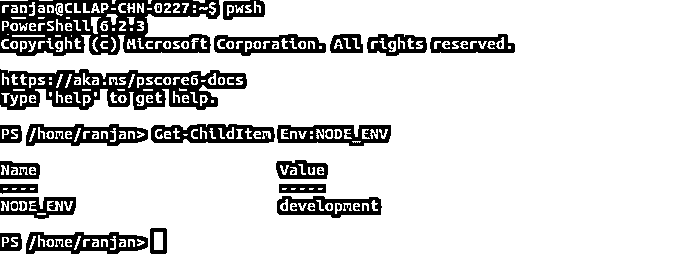 ranjan@CLLAP-CHN-0227:~$ pwsh
PowerShell 6.2.3
Copyright (c) Microsoft Corporation. All rights reserved.
https://aka.ms/pscore6-docs
Type 'help' to get help.
PS /home/ranjan> Get-ChildItem Env:NODE_ENV
Name Value
---- -----
NODE_ENV development
PS /home/ranjan>